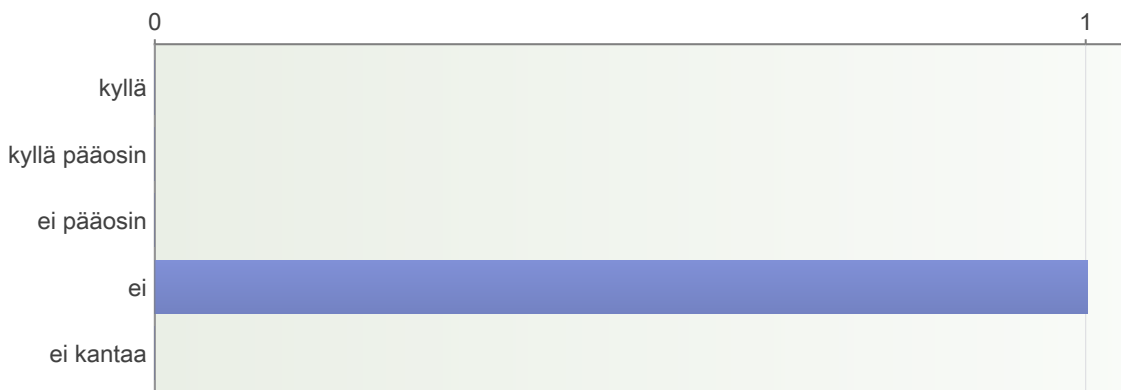 0 1
kyllä
kyllä pääosin
ei pääosin
ei
ei kantaa